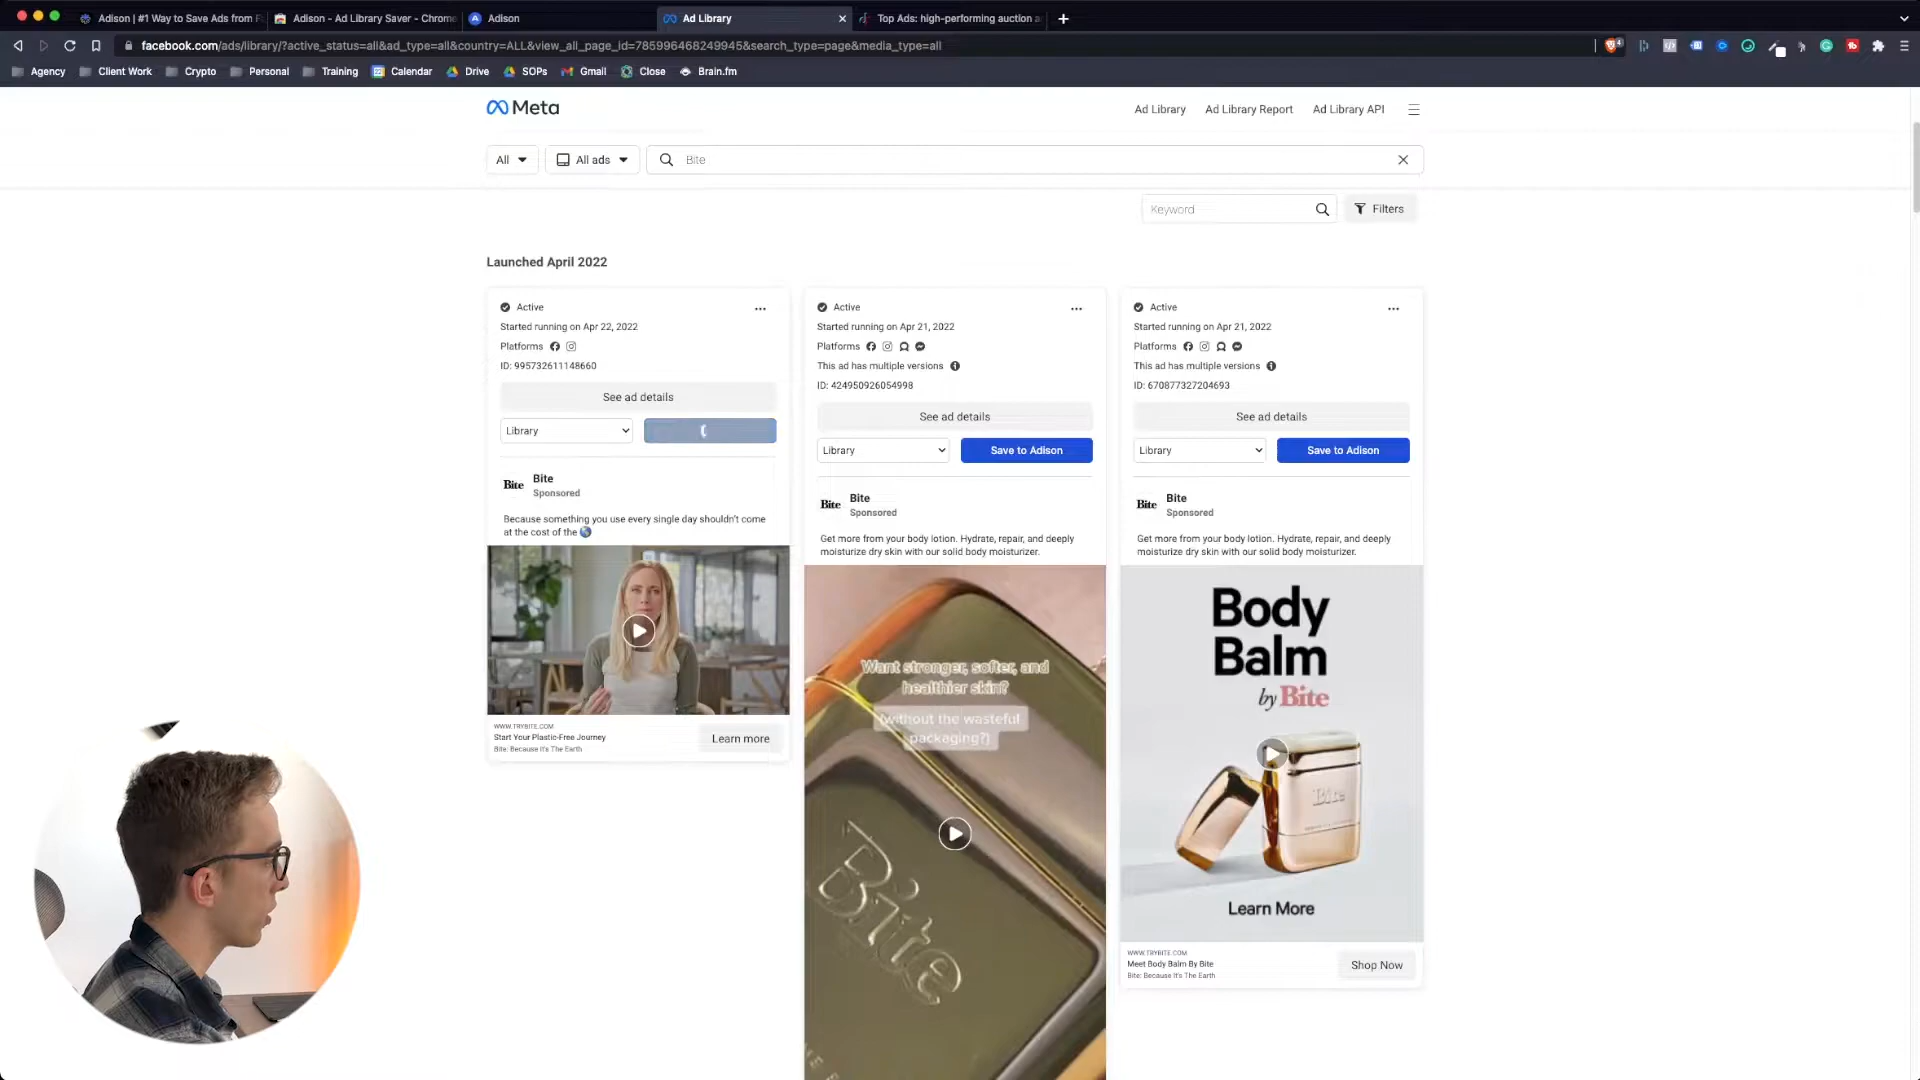 Adison | #1 Way to Save Ads from F
Adison - Ad Library Saver - Chrome
Adison
Ad Library
Top Ads: high-performing auction a
facebook.com/ads/library/?active_status=all&ad_type=all&country=ALL&view_all_page_id=785996468249945&search_type=page&media_type=all
Agency
Client Work
Crypto
Personal
Training
Calendar
Drive
SOPs
Gmail
Close
Brain.fm
Meta
Ad Library
Ad Library Report
Ad Library API
All
All ads
Bite
Keyword
Filters
Launched April 2022
Active
Started running on Apr 22, 2022
Platforms
ID: 995732611148660
See ad details
Library
Bite
Bite
Sponsored
Because something you use every single day shouldn't come
at the cost of the
WWW.TRYBITE.COM
Start Your Plastic-Free Journey
Bite: Because It's The Earth
Learn more
Active
Started running on Apr 21, 2022
Platforms
This ad has multiple versions
ID: 424950926054998
See ad details
Library
Save to Adison
Bite
Bite
Sponsored
Get more from your body lotion. Hydrate, repair, and deeply
moisturize dry skin with our solid body moisturizer.
Want stronger, softer, and
healthier skin?
(without the wasteful
packaging?)
Bite
Active
Started running on Apr 21, 2022
Platforms
This ad has multiple versions
ID: 670877327204693
See ad details
Library
Save to Adison
Bite
Bite
Sponsored
Get more from your body lotion. Hydrate, repair, and deeply
moisturize dry skin with our solid body moisturizer.
Body
Balm
by Bite
Bite
Learn More
WWW.TRYBITE.COM
Meet Body Balm By Bite
Bite: Because It's The Earth
Shop Now